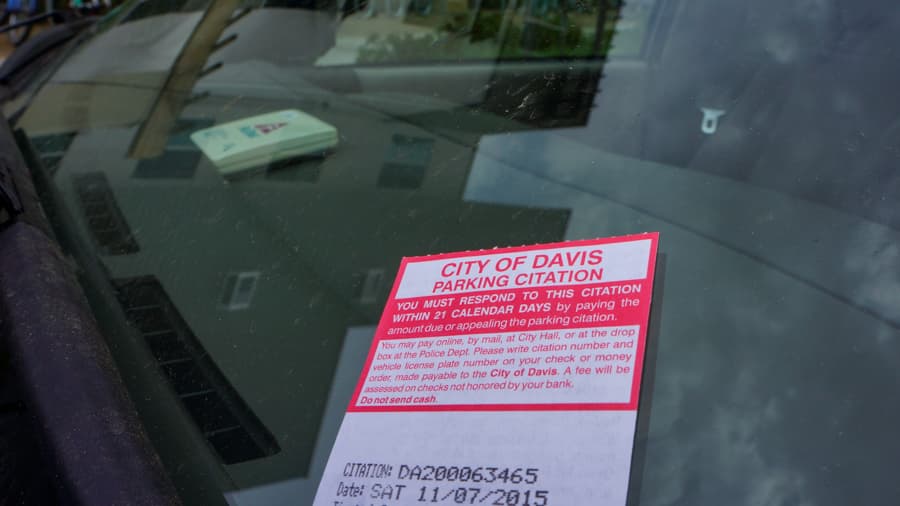 CITY OF DAVIS
PARKING CITATION
YOU MUST RESPOND TO THIS CITATION
WITHIN 21 CALENDAR DAYS by paying the
amount due or appealing the parking citation.
You may pay online, by mail, at City Hall, or at the drop
box at the Police Dept. Please write citation number and
vehicle license plate number on your check or money
order, made payable to the City of Davis. A fee will be
assessed on checks not honored by your bank.
Do not send cash.
CITATION: DA200063465
Date: SAT 11/07/2015